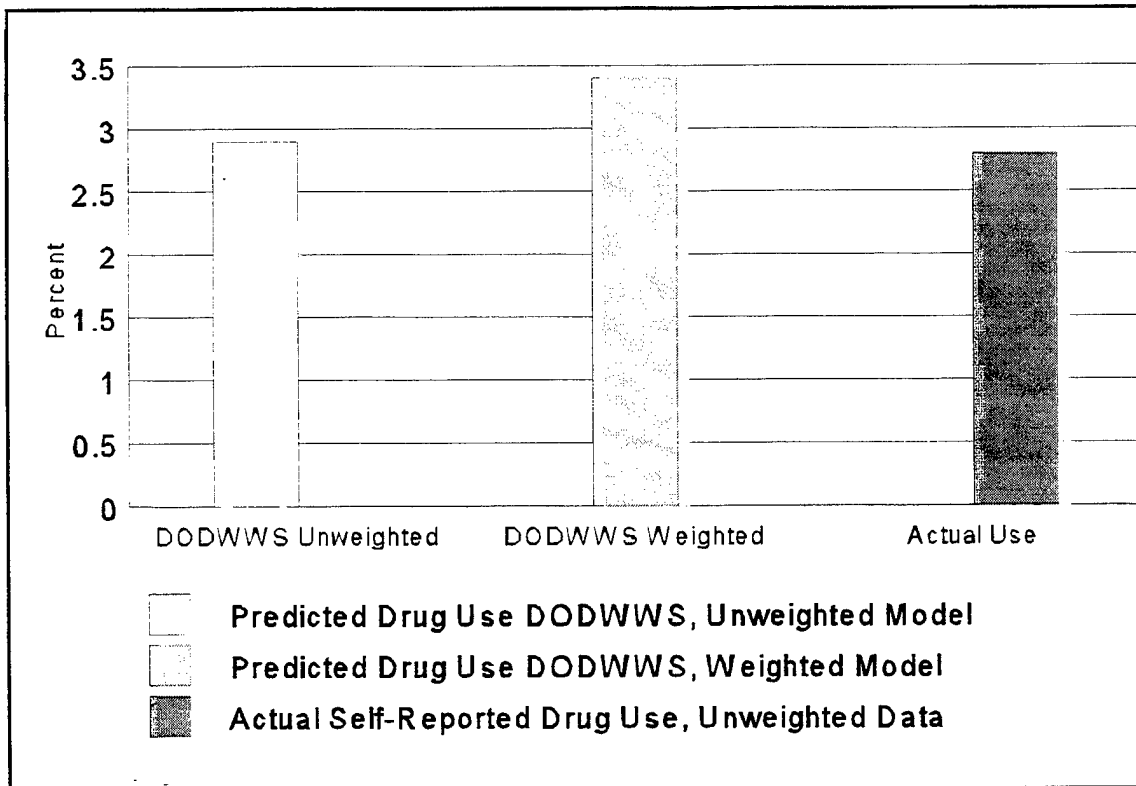 3.5
3
2.5
2
1.5
1
0.5
0
Percent
DODWWS Unweighted
DODWWS Weighted
Actual Use
Predicted Drug Use DODWWS, Unweighted Model
Predicted Drug Use DODWWS, Weighted Model
Actual Self-Reported Drug Use, Unweighted Data